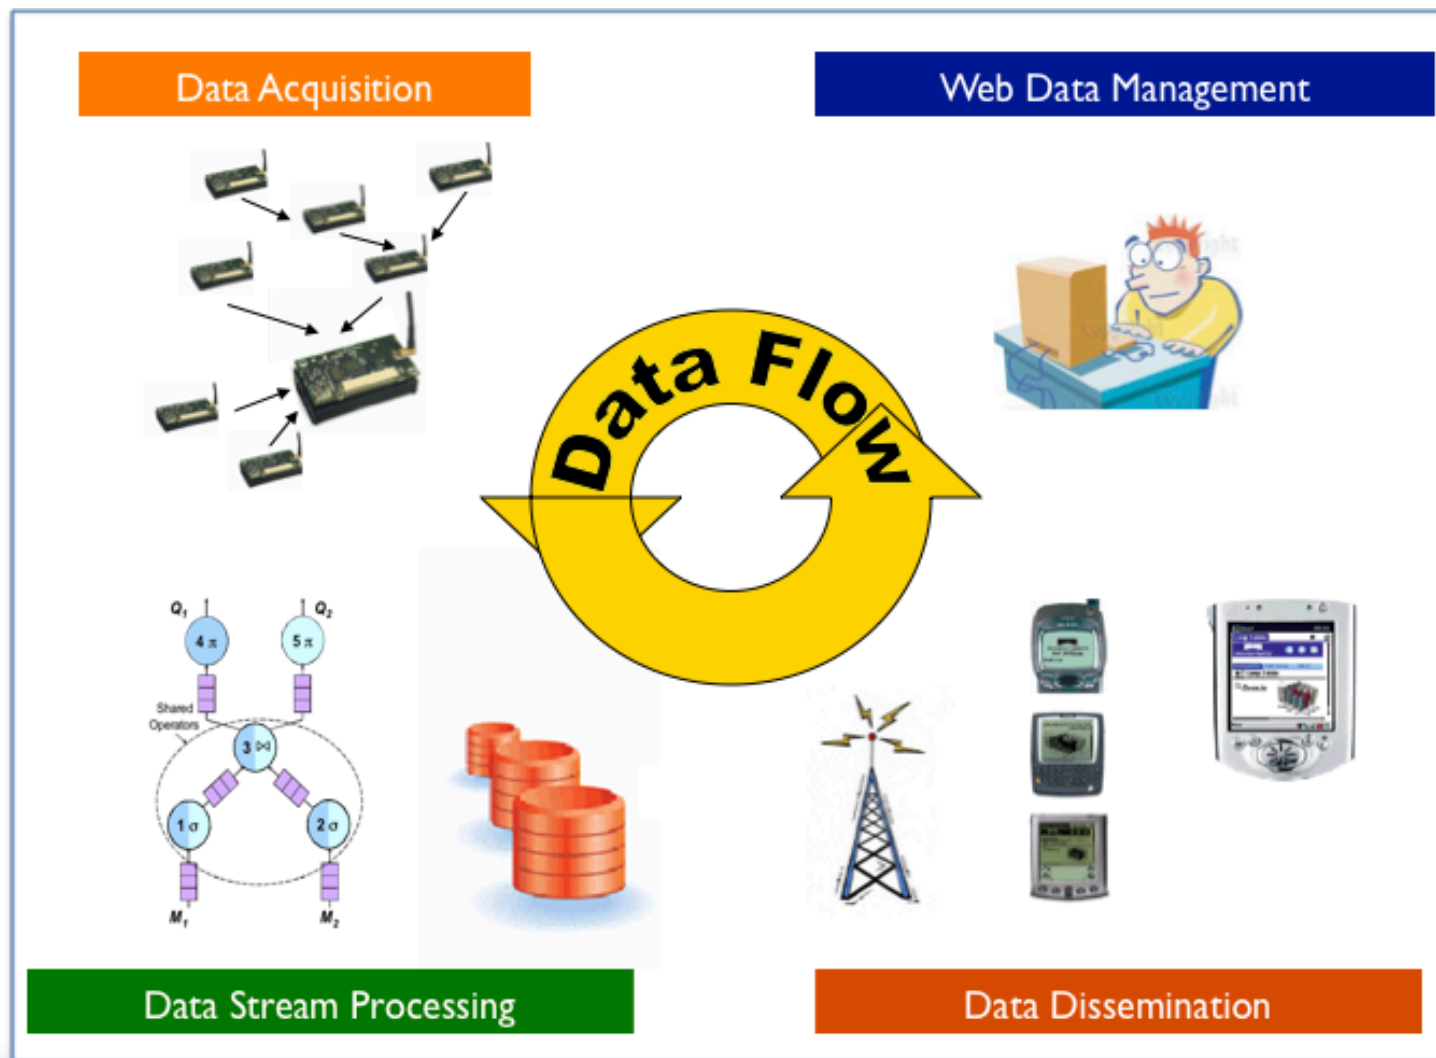 Data Acquisition
Web Data Management
Data Flow
Q1
Q2
4 π
5 π
Shared
Operators
3 ⋈
1 σ
2 σ
M1
M2
Data Stream Processing
Data Dissemination